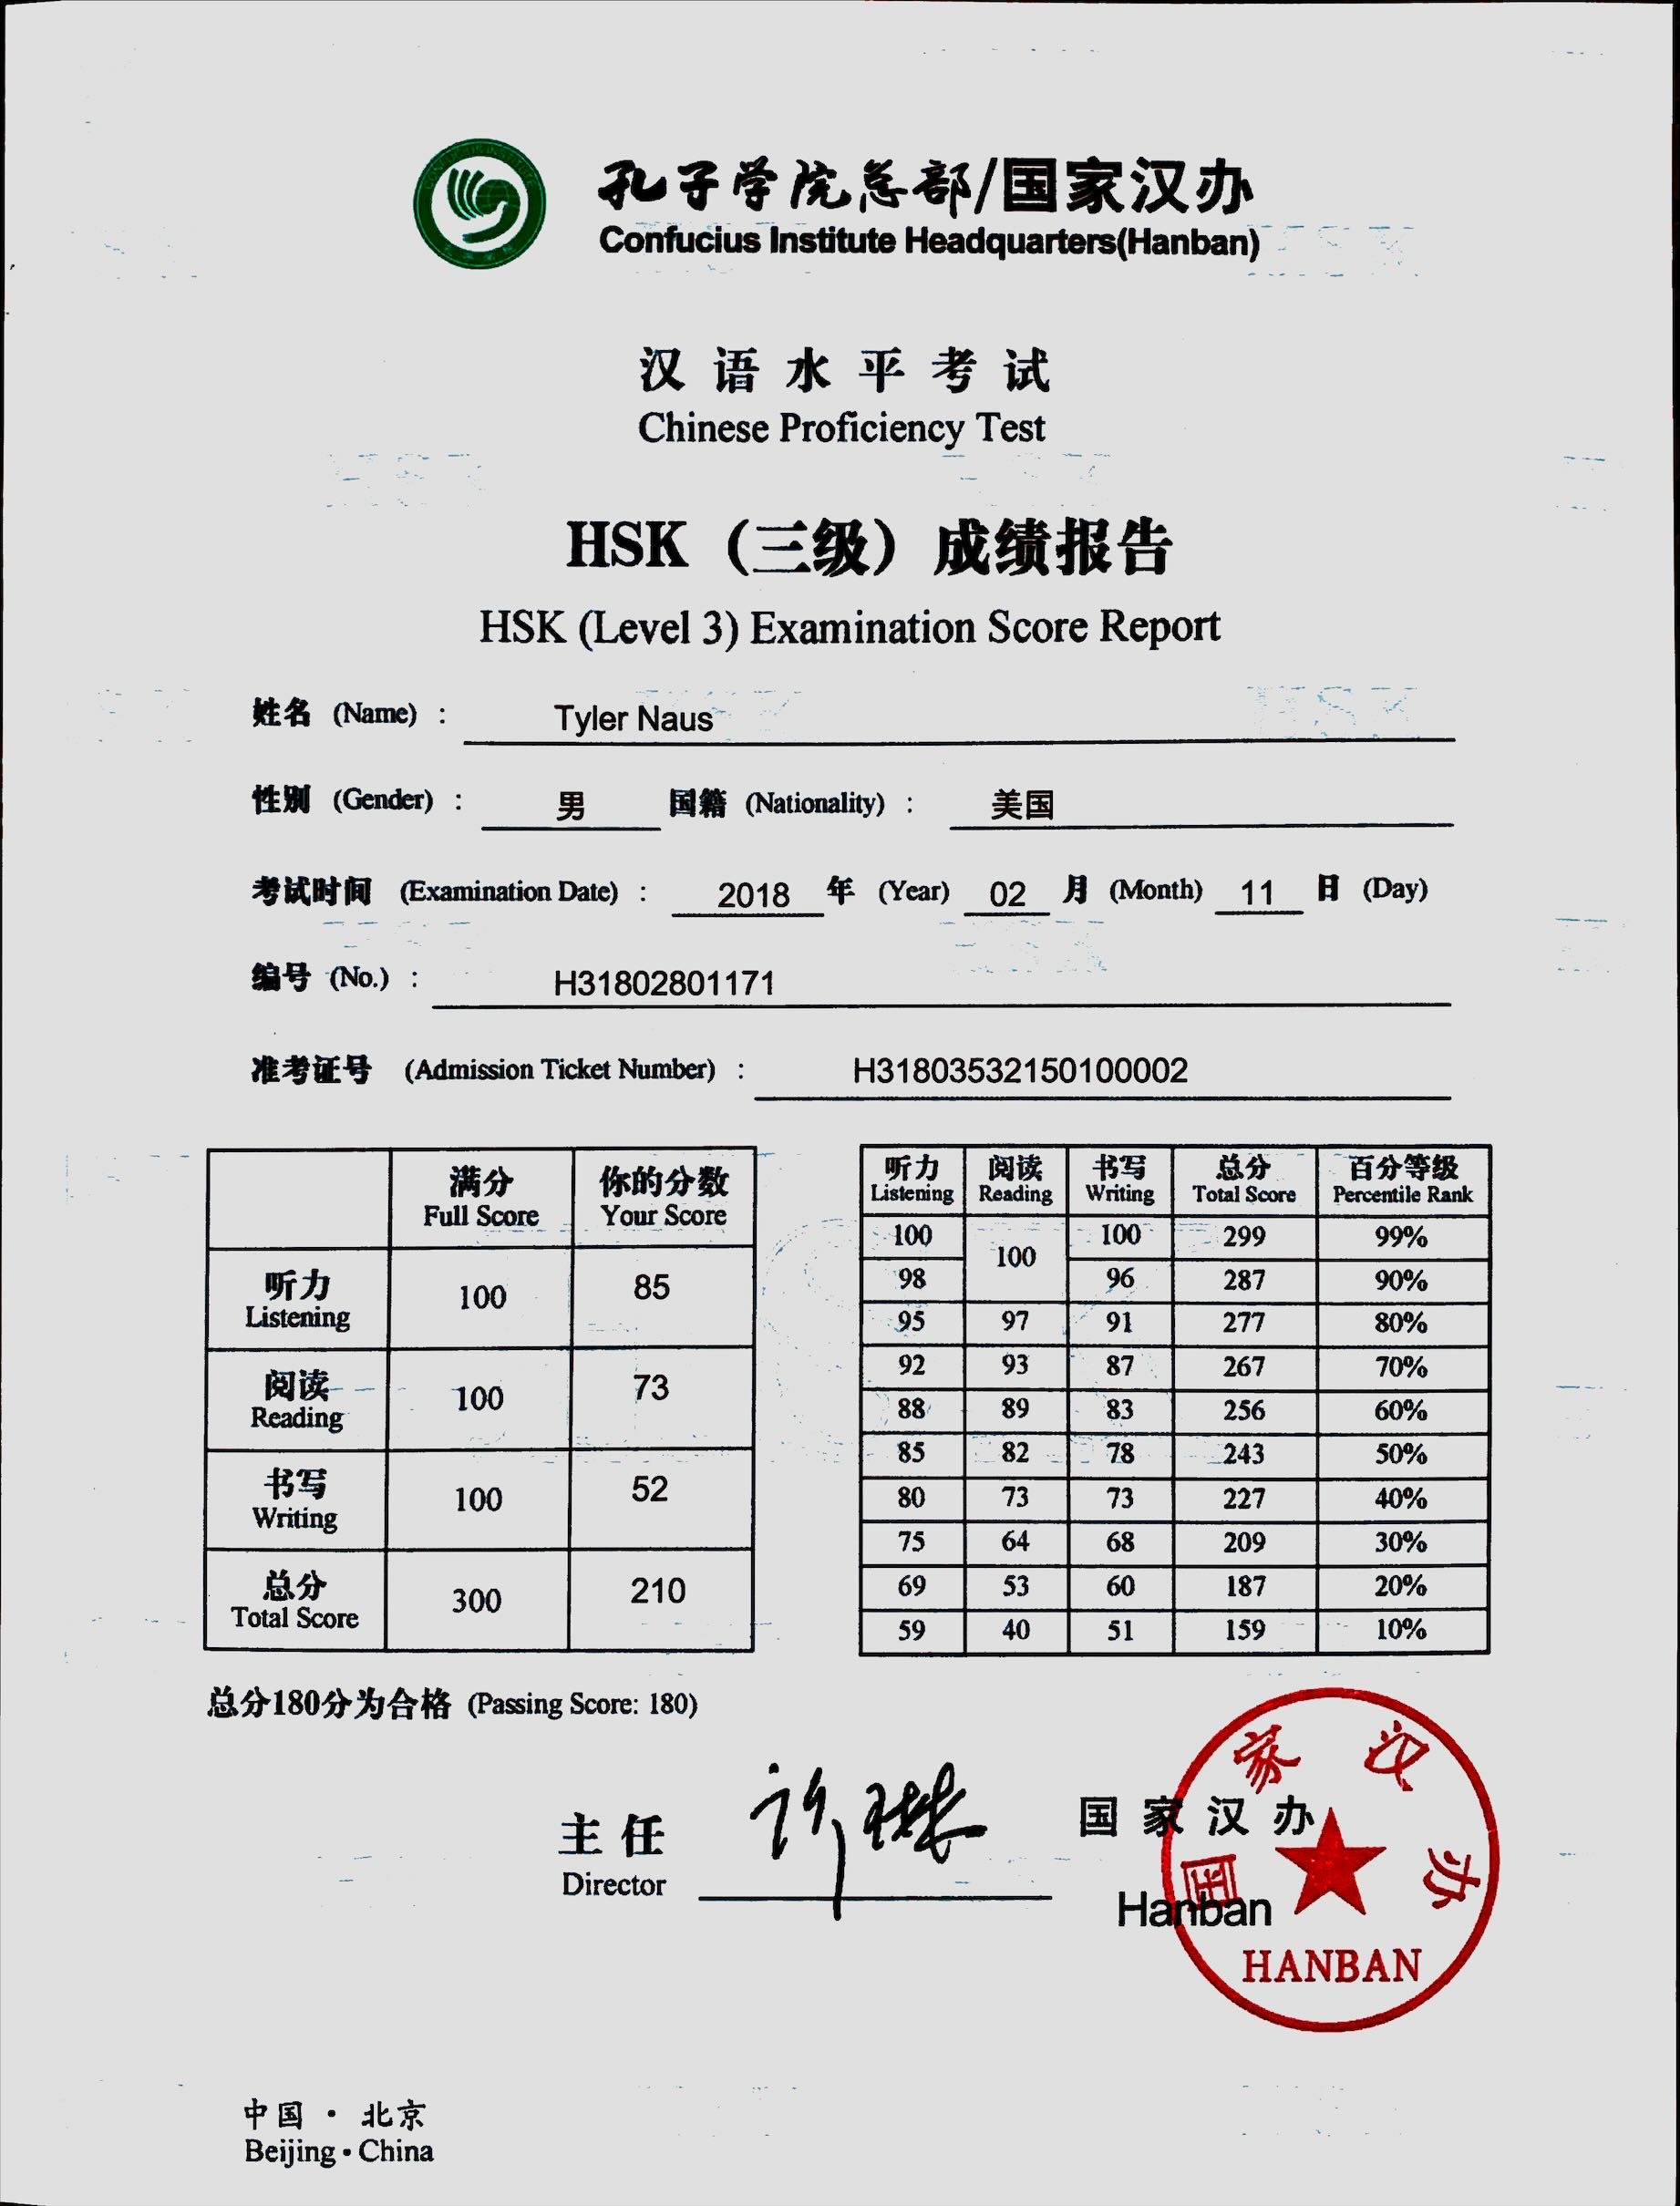 孔子学院总部/国家汉办
Confucius Institute Headquarters(Hanban)
汉语水平考试
Chinese Proficiency Test
HSK（三级）成绩报告
HSK (Level 3) Examination Score Report
姓名 (Name)： Tyler Naus
性别 (Gender)： 男 国籍 (Nationality)： 美国
考试时间 (Examination Date)： 2018 年 (Year) 02 月 (Month) 11 日 (Day)
编号 (No.)： H31802801171
准考证号 (Admission Ticket Number)： H31803532150100002
满分 你的分数
Full Score Your Score
听力
Listening 100 85
阅读
Reading 100 73
书写
Writing 100 52
总分
Total Score 300 210
听力 阅读 书写 总分 百分等级
Listening Reading Writing Total Score Percentile Rank
100 100 100 299 99%
98 96 287 90%
95 97 91 277 80%
92 93 87 267 70%
88 89 83 256 60%
85 82 78 243 50%
80 73 73 227 40%
75 64 68 209 30%
69 53 60 187 20%
59 40 51 159 10%
总分180分为合格 (Passing Score: 180)
主任 许琳
Director
国家汉办
Hanban
国家汉办
HANBAN
中国・北京
Beijing・China